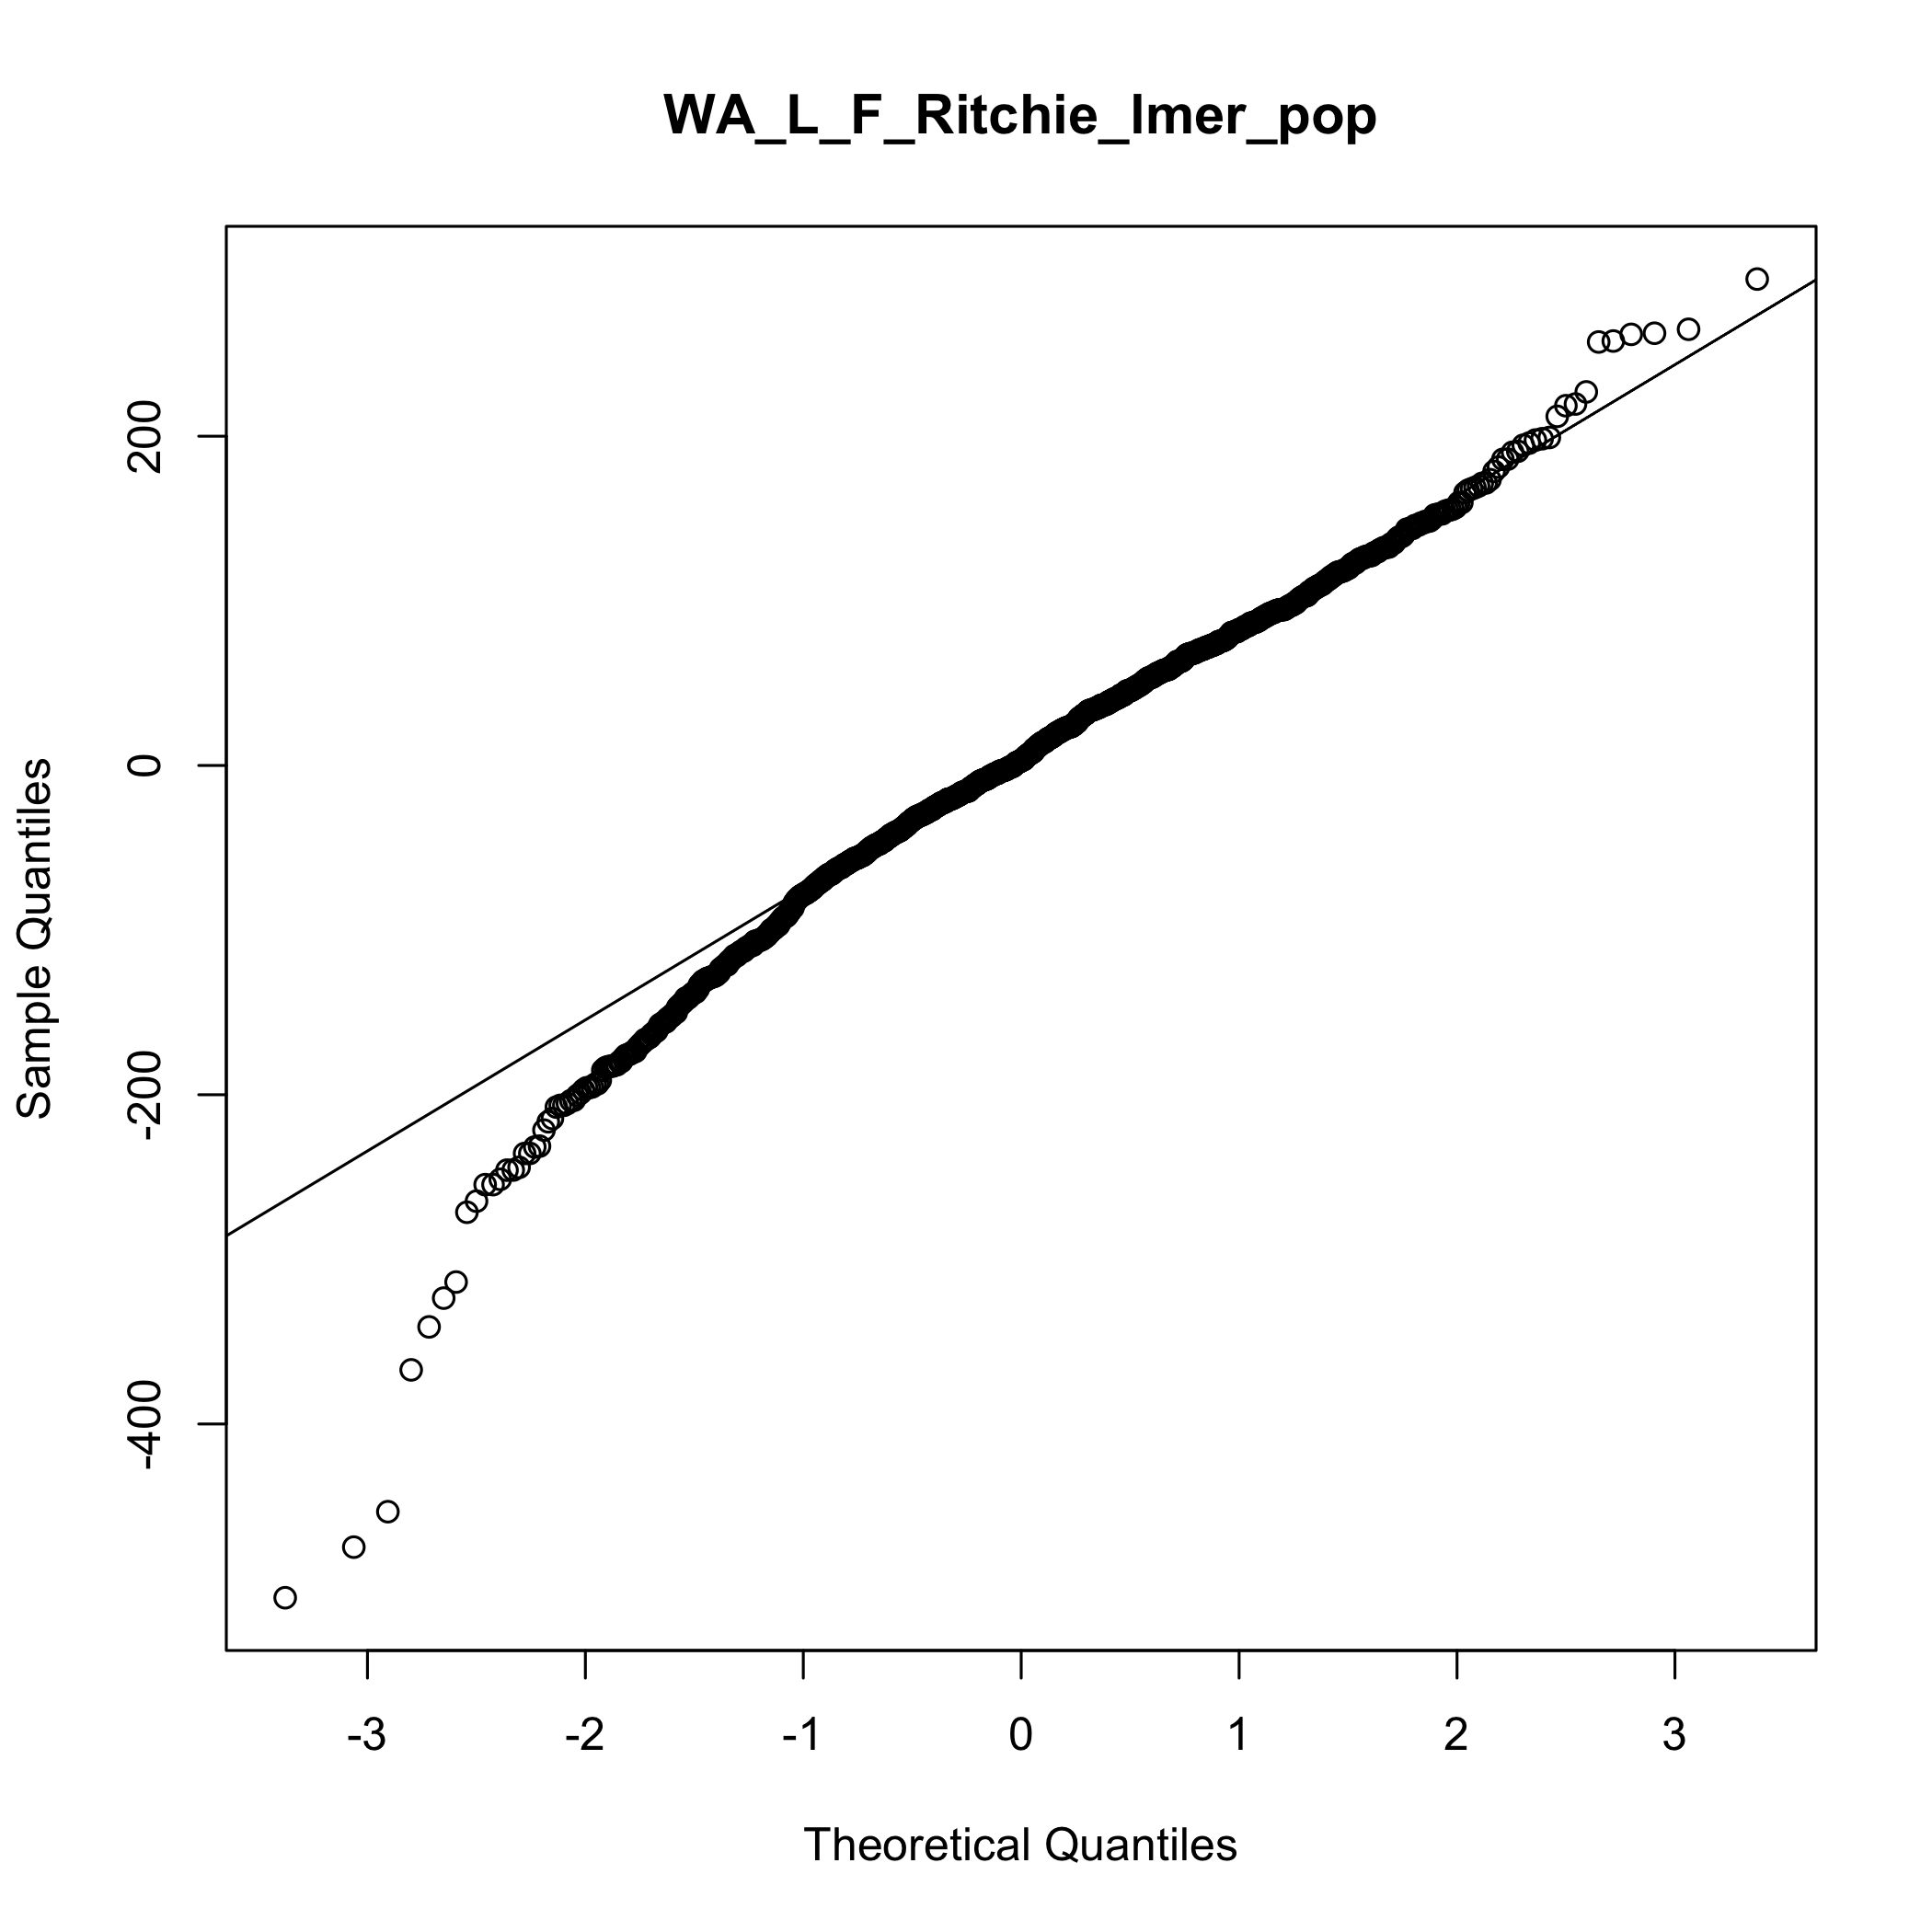 WA_L_F_Ritchie_lmer_pop
Sample Quantiles
200
0
-200
-400
-3 -2 -1 0 1 2 3
Theoretical Quantiles